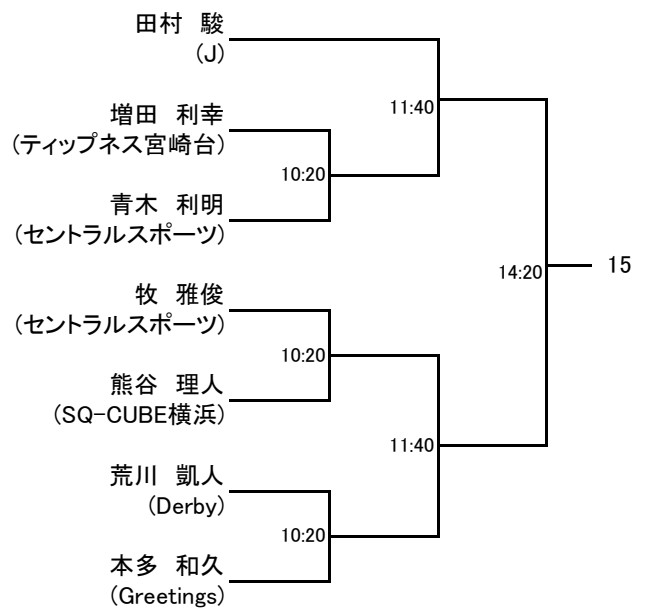 田村　駿
(J)
11:40
増田　利幸
(ティップネス宮崎台)
10:20
青木　利明
(セントラルスポーツ)
14:20
15
牧　雅俊
(セントラルスポーツ)
10:20
熊谷　理人
(SQ-CUBE横浜)
11:40
荒川　凱人
(Derby)
10:20
本多　和久
(Greetings)